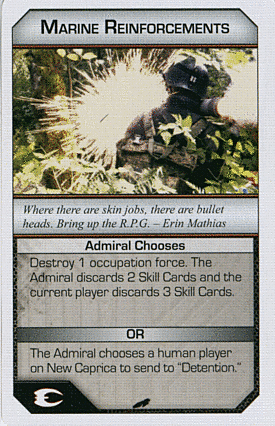 MARINE REINFORCEMENTS
Where there are skin jobs, there are bullet
heads. Bring up the R.P.G. – Erin Mathias
Admiral Chooses
Destroy 1 occupation force. The
Admiral discards 2 Skill Cards and the
current player discards 3 Skill Cards.
OR
The Admiral chooses a human player
on New Caprica to send to “Detention.”